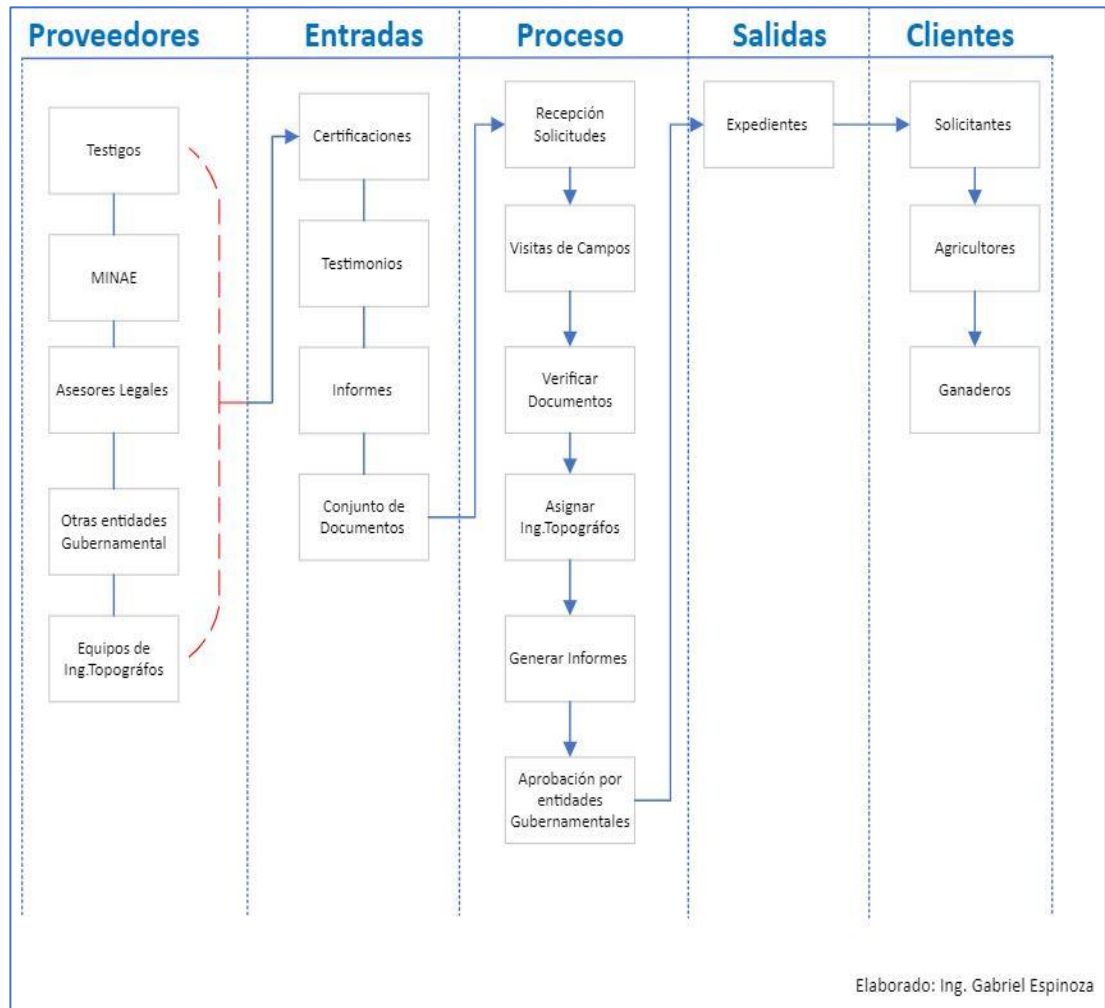 Proveedores
Entradas
Proceso
Salidas
Clientes
Testigos
MINAE
Asesores Legales
Otras entidades
Gubernamental
Equipos de
Ing.Topográfos
Certificaciones
Testimonios
Informes
Conjunto de
Documentos
Recepción
Solicitudes
Visitas de Campos
Verificar
Documentos
Asignar
Ing.Topográfos
Generar Informes
Aprobación por
entidades
Gubernamentales
Expedientes
Solicitantes
Agricultores
Ganaderos
Elaborado: Ing. Gabriel Espinoza